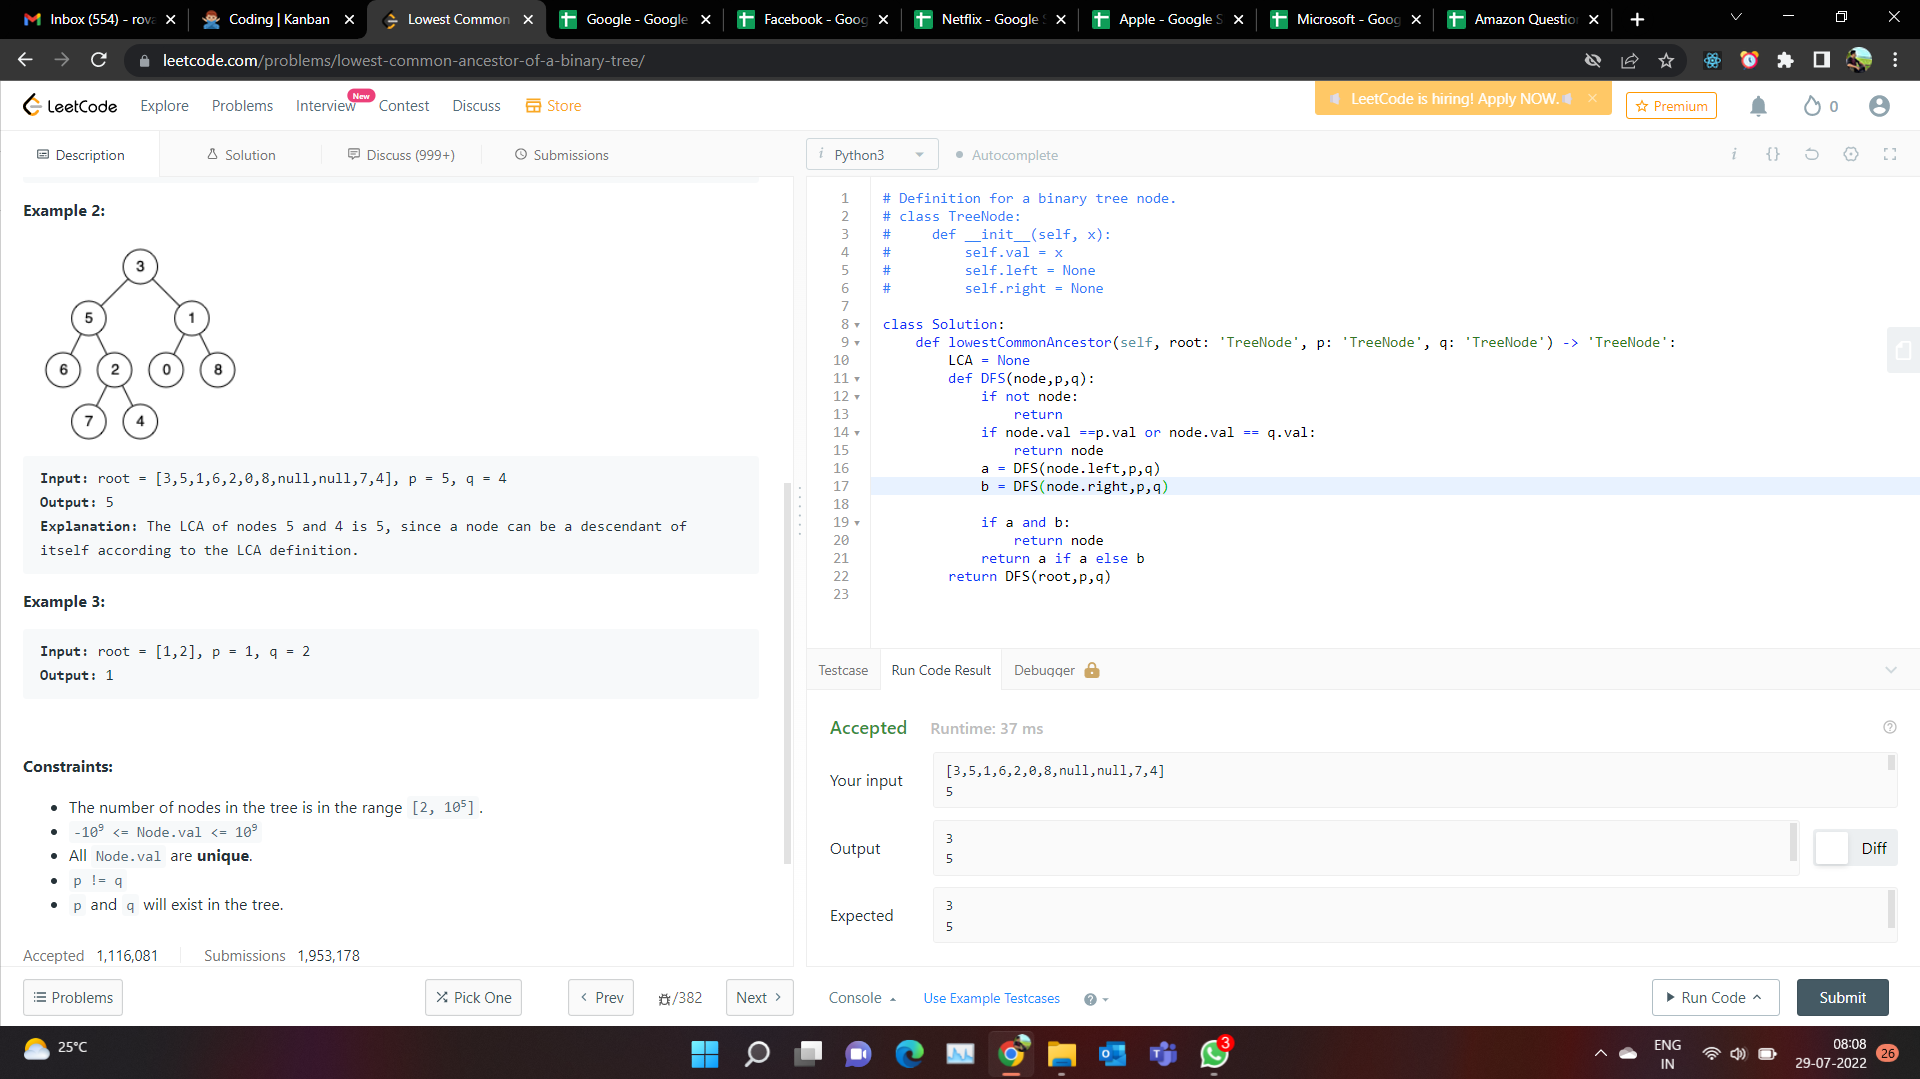 Inbox (554) - rova
Coding | Kanban
Lowest Common
Google - Google
Facebook - Goog
Netflix - Google S
Apple - Google S
Microsoft - Goog
Amazon Question
leetcode.com/problems/lowest-common-ancestor-of-a-binary-tree/
LeetCode
Explore
Problems
Interview
New
Contest
Discuss
Store
LeetCode is hiring! Apply NOW.
Premium
0
Description
Solution
Discuss (999+)
Submissions
i Python3
Autocomplete
i {}
Example 2:
3
5 1
6 2 0 8
7 4
Input: root = [3,5,1,6,2,0,8,null,null,7,4], p = 5, q = 4
Output: 5
Explanation: The LCA of nodes 5 and 4 is 5, since a node can be a descendant of
itself according to the LCA definition.
Example 3:
Input: root = [1,2], p = 1, q = 2
Output: 1
Constraints:
The number of nodes in the tree is in the range [2, 10⁵].
-10⁹ <= Node.val <= 10⁹
All Node.val are unique.
p != q
p and q will exist in the tree.
Accepted 1,116,081
Submissions 1,953,178
Problems
Pick One
Prev
/382
Next
1 # Definition for a binary tree node.
2 # class TreeNode:
3 #     def __init__(self, x):
4 #         self.val = x
5 #         self.left = None
6 #         self.right = None
7
8 class Solution:
9     def lowestCommonAncestor(self, root: 'TreeNode', p: 'TreeNode', q: 'TreeNode') -> 'TreeNode':
10         LCA = None
11         def DFS(node,p,q):
12             if not node:
13                 return
14             if node.val ==p.val or node.val == q.val:
15                 return node
16             a = DFS(node.left,p,q)
17             b = DFS(node.right,p,q)
18
19             if a and b:
20                 return node
21             return a if a else b
22         return DFS(root,p,q)
23
Testcase
Run Code Result
Debugger
Accepted
Runtime: 37 ms
Your input
[3,5,1,6,2,0,8,null,null,7,4]
5
Output
3
5
Diff
Expected
3
5
Console
Use Example Testcases
Run Code
Submit
25°C
3
ENG
IN
08:08
29-07-2022
26